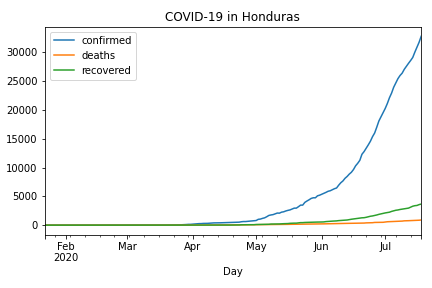 COVID-19 in Honduras
confirmed
deaths
recovered
30000
25000
20000
15000
10000
5000
0
Feb Mar Apr May Jun Jul
2020
Day